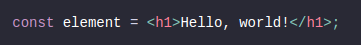 const element = <h1>Hello, world!</h1>;